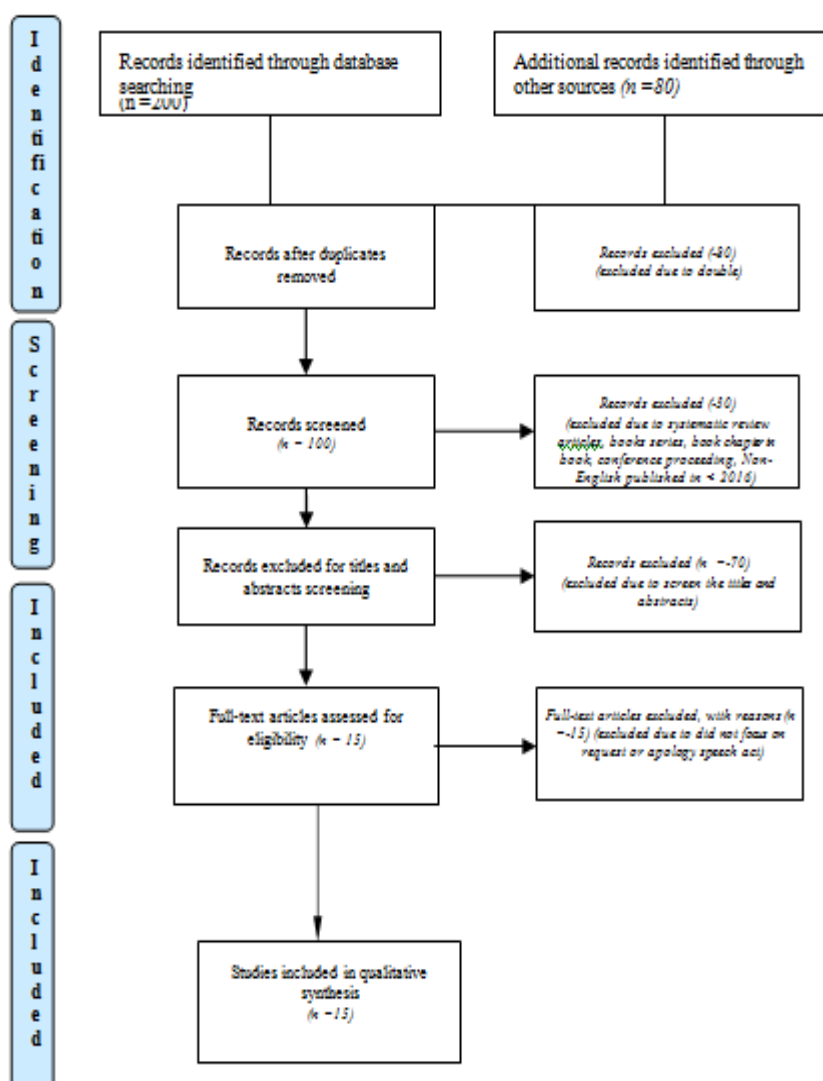 Identification
Records identified through database
searching
(n =200)
Additional records identified through
other sources (n =80)
Records after duplicates
removed
Records excluded (-80)
(excluded due to double)
Screening
Records screened
(n = 100)
Records excluded (-30)
(excluded due to systematic review
articles, books series, book chapter in
book, conference proceeding, Non-
English published in < 2016)
Records excluded for titles and
abstracts screening
Records excluded (n =-70)
(excluded due to screen the titles and
abstracts)
Included
Full-text articles assessed for
eligibility (n = 15)
Full-text articles excluded, with reasons (n
=-15) (excluded due to did not focus on
request or apology speech act)
Included
Studies included in qualitative
synthesis
(n =15)